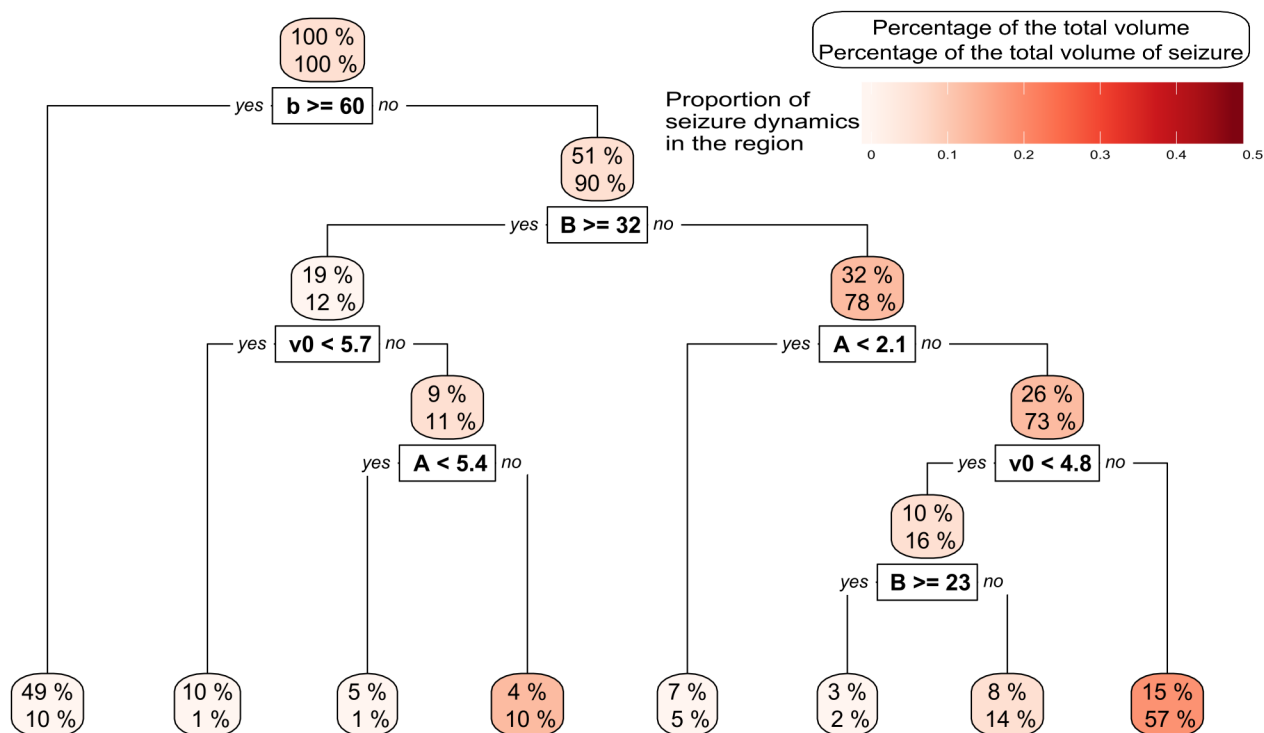 100 %
100 %
Percentage of the total volume
Percentage of the total volume of seizure
yes b >= 60 no
Proportion of
seizure dynamics
in the region
0 0.1 0.2 0.3 0.4 0.5
51 %
90 %
yes B >= 32 no
19 %
12 %
32 %
78 %
yes v0 < 5.7 no
yes A < 2.1 no
9 %
11 %
26 %
73 %
yes A < 5.4 no
yes v0 < 4.8 no
10 %
16 %
yes B >= 23 no
49 %
10 %
10 %
1 %
5 %
1 %
4 %
10 %
7 %
5 %
3 %
2 %
8 %
14 %
15 %
57 %